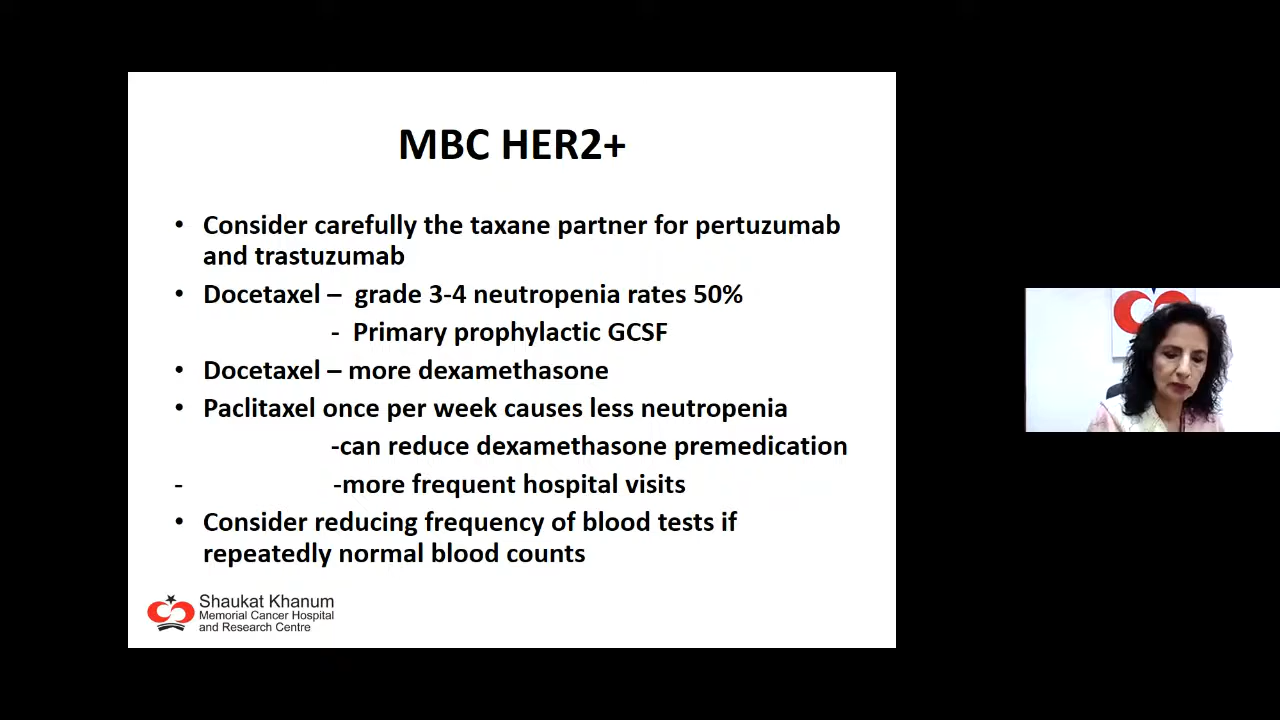 MBC HER2+
• Consider carefully the taxane partner for pertuzumab
and trastuzumab
• Docetaxel – grade 3-4 neutropenia rates 50%
- Primary prophylactic GCSF
• Docetaxel – more dexamethasone
• Paclitaxel once per week causes less neutropenia
-can reduce dexamethasone premedication
- -more frequent hospital visits
• Consider reducing frequency of blood tests if
repeatedly normal blood counts
Shaukat Khanum
Memorial Cancer Hospital
and Research Centre